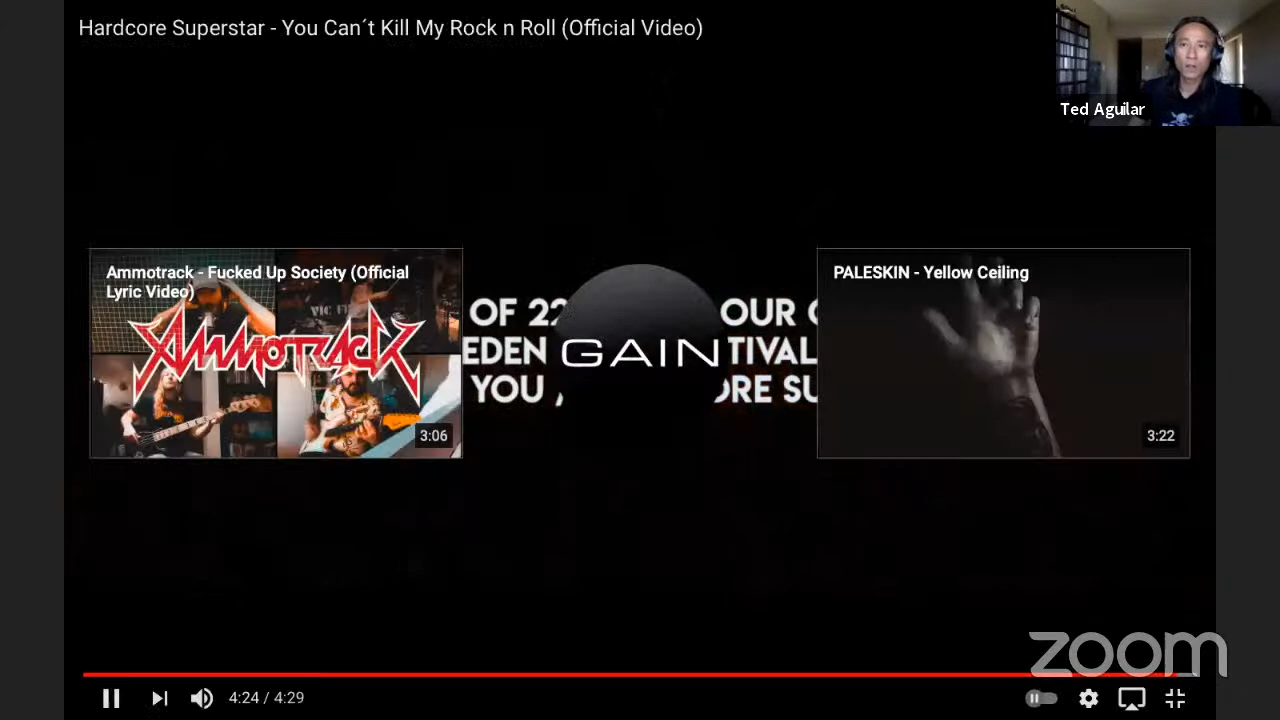 Hardcore Superstar - You Can´t Kill My Rock n Roll (Official Video)
Ted Aguilar
Ammotrack - Fucked Up Society (Official
Lyric Video)
AMMOTRACK
3:06
OF 22
OUR
EDEN
GAIN
TIVAL
YOU
PALESKIN - Yellow Ceiling
3:22
zoom
4:24 / 4:29